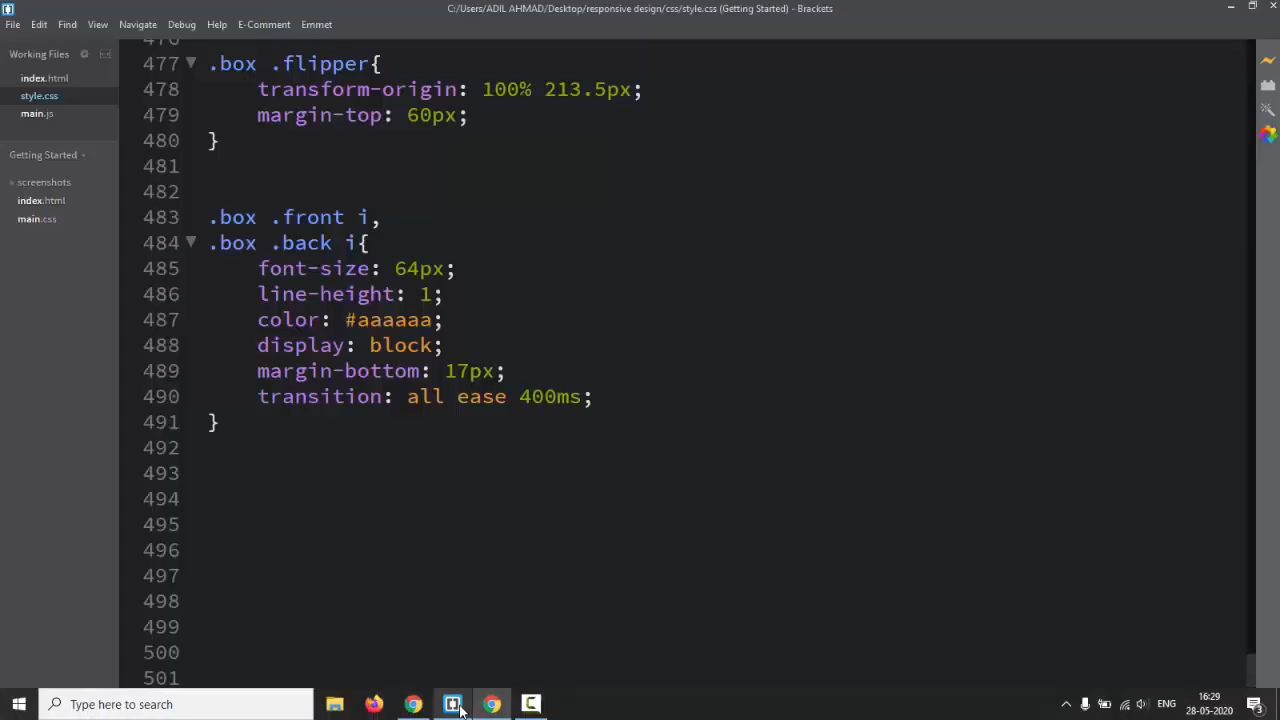 C:/Users/ADIL AHMAD/Desktop/responsive design/css/style.css (Getting Started) - Brackets
File Edit Find View Navigate Debug Help E-Comment Emmet
Working Files
index.html
style.css
main.js
Getting Started
screenshots
index.html
main.css
476
477 .box .flipper{
478 transform-origin: 100% 213.5px;
479 margin-top: 60px;
480 }
481
482
483 .box .front i,
484 .box .back i{
485 font-size: 64px;
486 line-height: 1;
487 color: #aaaaaa;
488 display: block;
489 margin-bottom: 17px;
490 transition: all ease 400ms;
491 }
492
493
494
495
496
497
498
499
500
501
Type here to search
ENG
16:29
28-05-2020
3